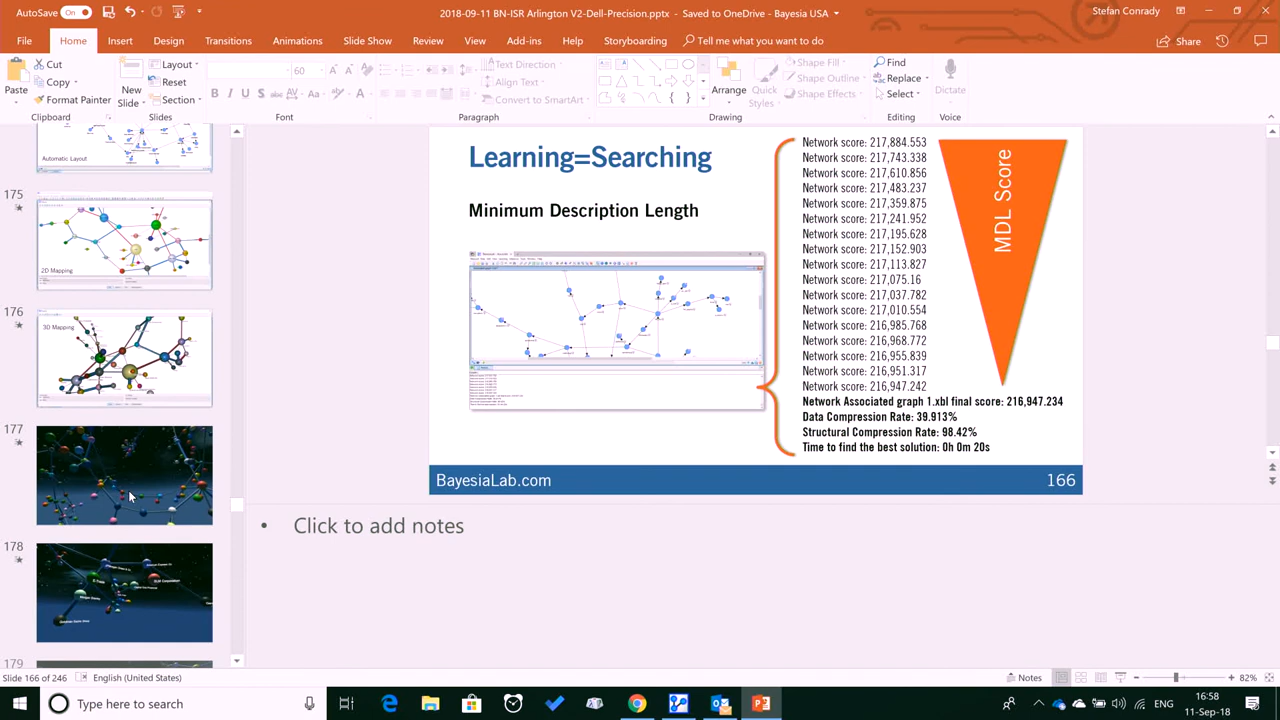 AutoSave On 2018-09-11 BN-ISR Arlington V2-Dell-Precision.pptx - Saved to OneDrive - Bayesia USA Stefan Conrady
File Home Insert Design Transitions Animations Slide Show Review View Add-ins Help Storyboarding Tell me what you want to do Share
Paste Cut Copy Format Painter
New Slide Layout Reset Section
60
B I U S abc AV Aa A
Text Direction Align Text Convert to SmartArt
Arrange Quick Styles Shape Fill Shape Outline Shape Effects
Find Replace Select
Dictate
Clipboard Slides Font Paragraph Drawing Editing Voice
Automatic Layout
175
2D Mapping
176
3D Mapping
177
178
179
Learning=Searching
Minimum Description Length
Network score: 217,884.553
Network score: 217,743.338
Network score: 217,610.856
Network score: 217,483.237
Network score: 217,359.875
Network score: 217,241.952
Network score: 217,195.628
Network score: 217,152.903
Network score: 217,113.827
Network score: 217,075.16
Network score: 217,037.782
Network score: 217,010.554
Network score: 216,985.768
Network score: 216,968.772
Network score: 216,955.839
Network score: 216,951.317
Network score: 216,947.242
Network Associated graph 1.xbl final score: 216,947.234
Data Compression Rate: 39.913%
Structural Compression Rate: 98.42%
Time to find the best solution: 0h 0m 20s
MDL Score
BayesiaLab.com 166
• Click to add notes
Slide 166 of 246 English (United States) Notes 82%
Type here to search
ENG
16:58
11-Sep-18